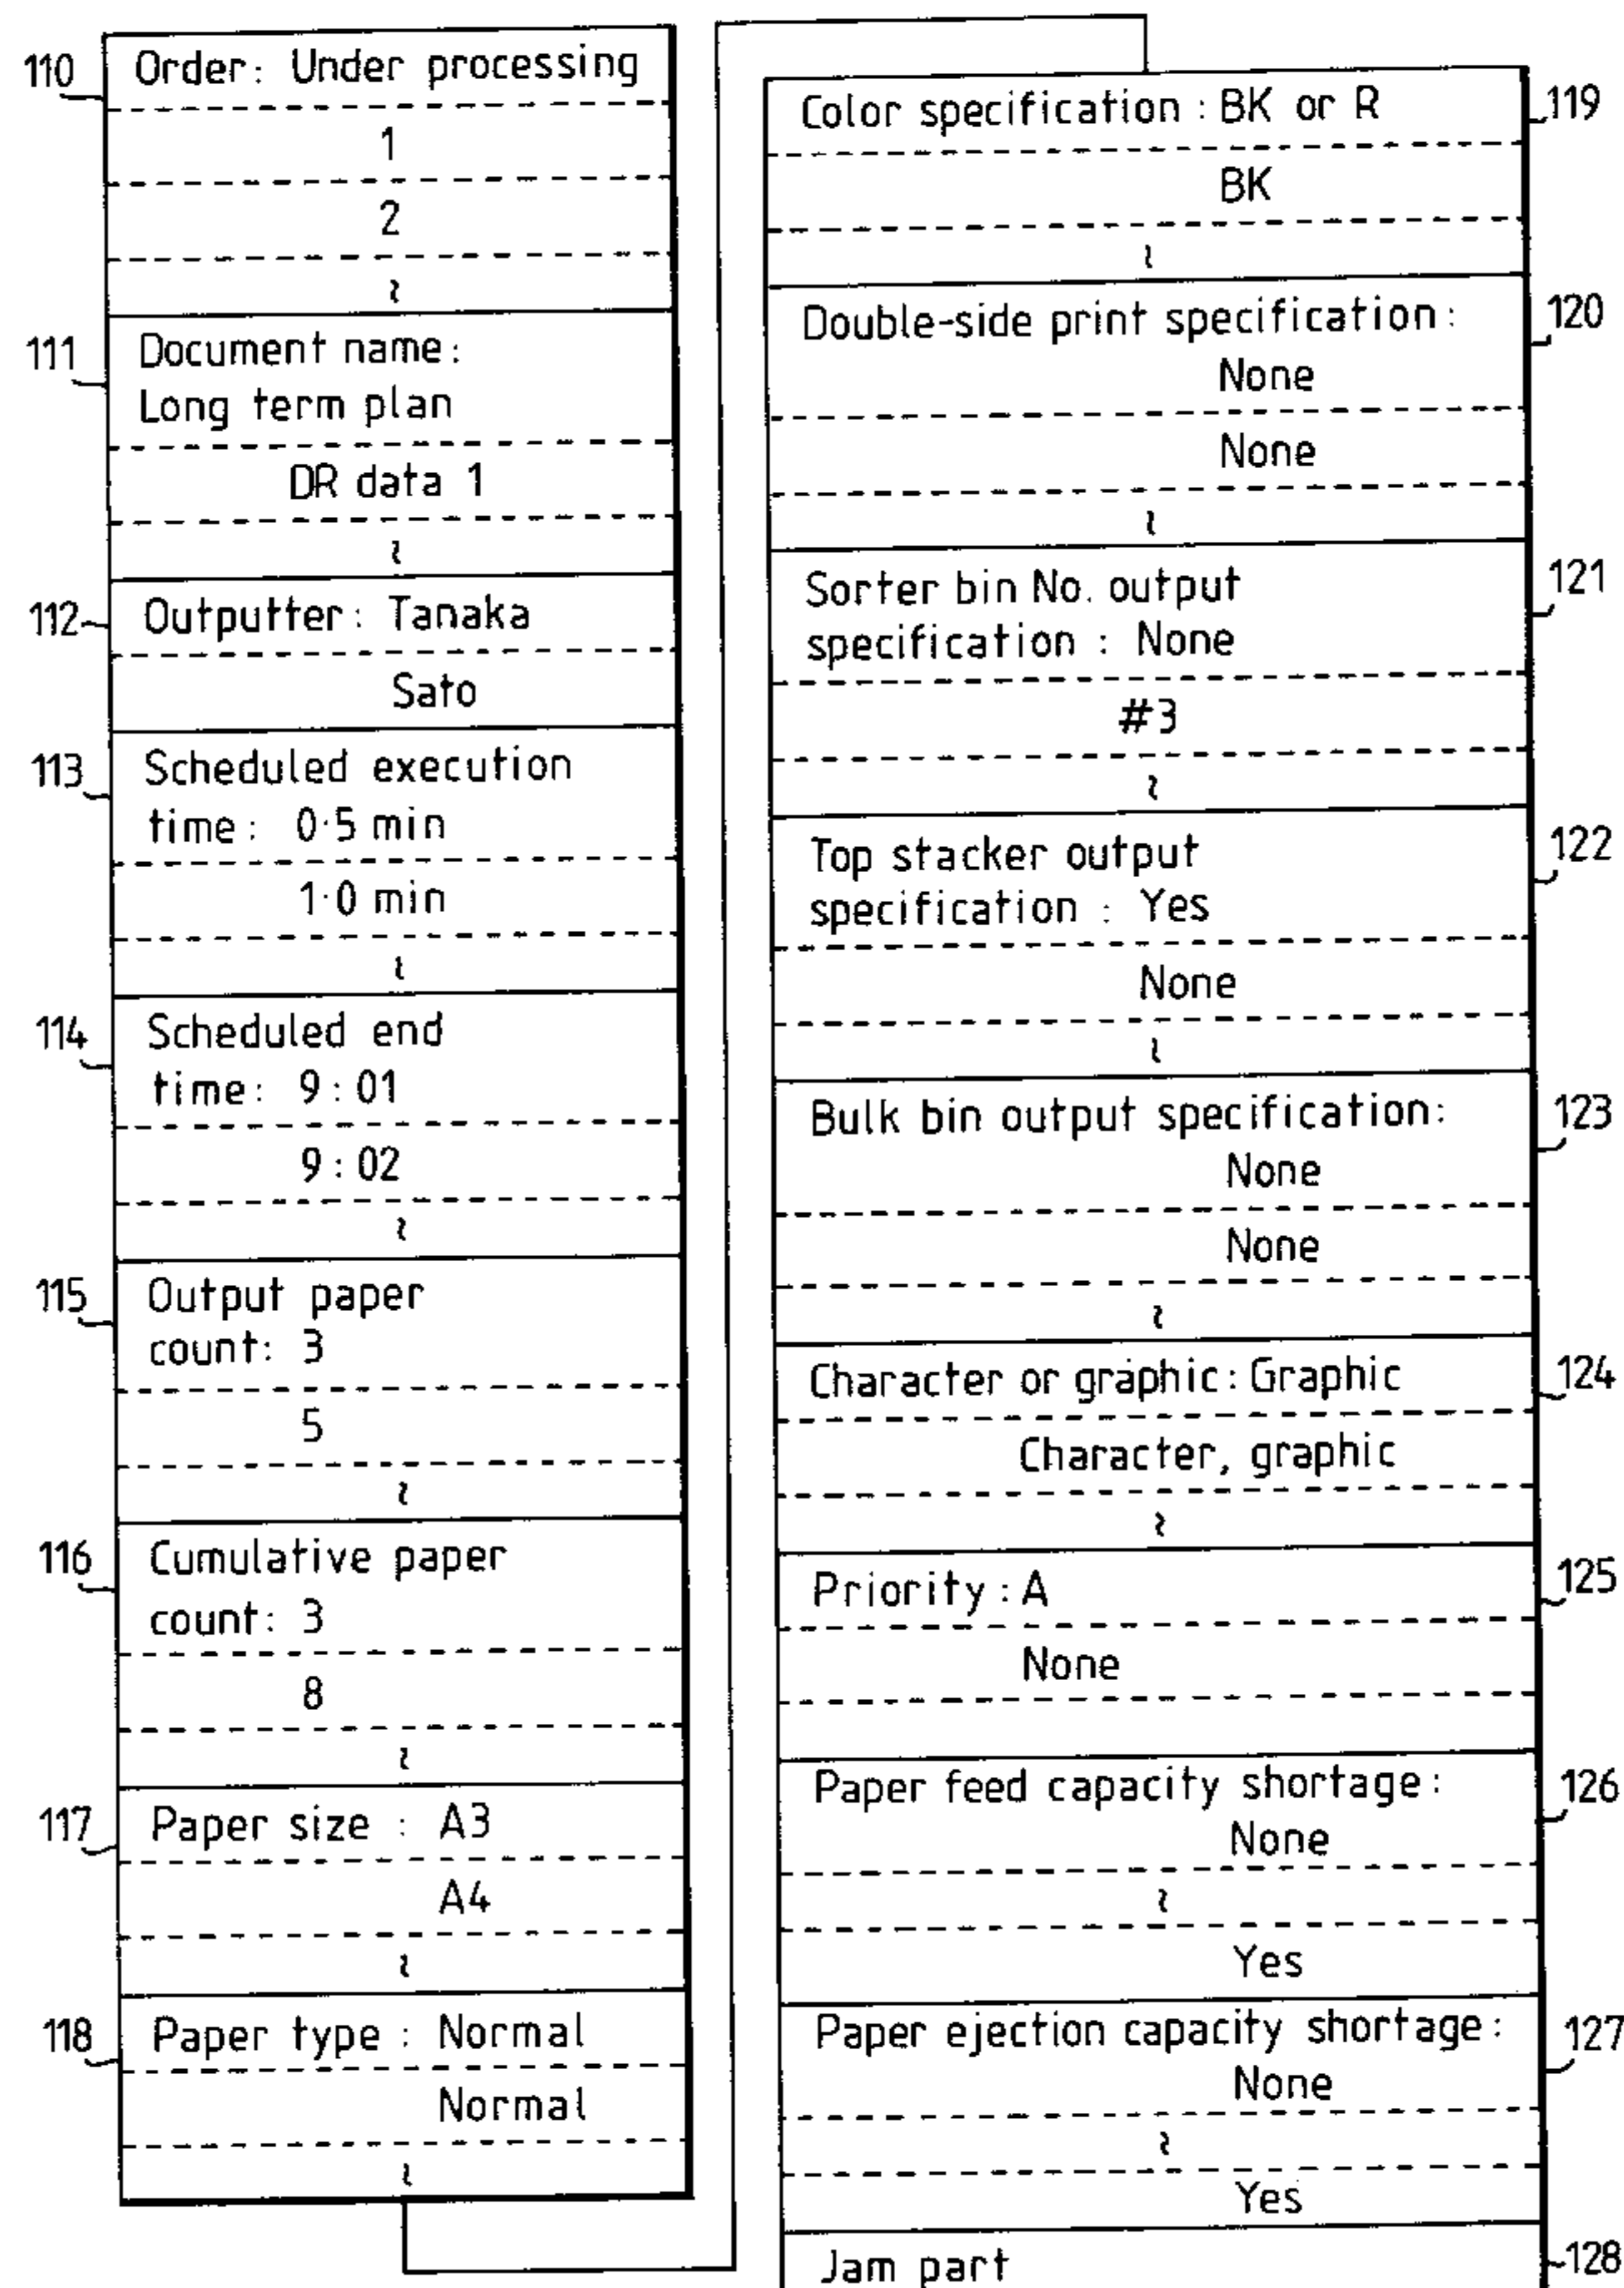 110 Order: Under processing
1
2
~
111 Document name:
Long term plan
DR data 1
~
112 Outputter: Tanaka
Sato
113 Scheduled execution
time: 0·5 min
1·0 min
~
114 Scheduled end
time: 9:01
9:02
~
115 Output paper
count: 3
5
~
116 Cumulative paper
count: 3
8
~
117 Paper size : A3
A4
~
118 Paper type : Normal
Normal
~
Color specification : BK or R 119
BK
~
Double-side print specification: 120
None
None
~
Sorter bin No. output 121
specification : None
#3
~
Top stacker output 122
specification : Yes
None
~
Bulk bin output specification: 123
None
None
~
Character or graphic: Graphic 124
Character, graphic
~
Priority : A 125
None
Paper feed capacity shortage: 126
None
~
Yes
Paper ejection capacity shortage: 127
None
~
Yes
Jam part 128